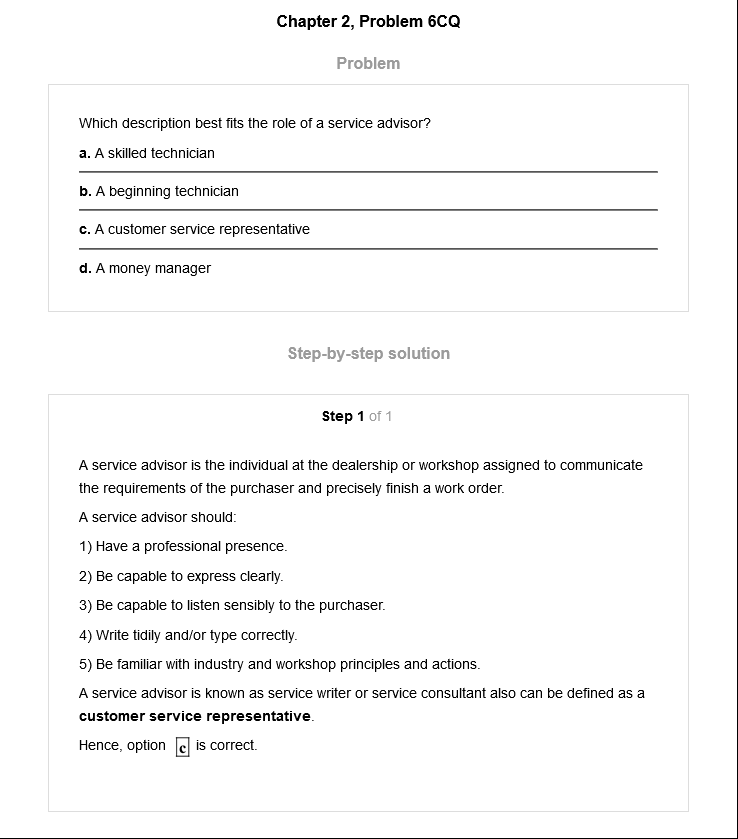 Chapter 2, Problem 6CQ
Problem
Which description best fits the role of a service advisor?
a. A skilled technician
b. A beginning technician
c. A customer service representative
d. A money manager
Step-by-step solution
Step 1 of 1
A service advisor is the individual at the dealership or workshop assigned to communicate
the requirements of the purchaser and precisely finish a work order.
A service advisor should:
1) Have a professional presence.
2) Be capable to express clearly.
3) Be capable to listen sensibly to the purchaser.
4) Write tidily and/or type correctly.
5) Be familiar with industry and workshop principles and actions.
A service advisor is known as service writer or service consultant also can be defined as a
customer service representative.
Hence, option c is correct.